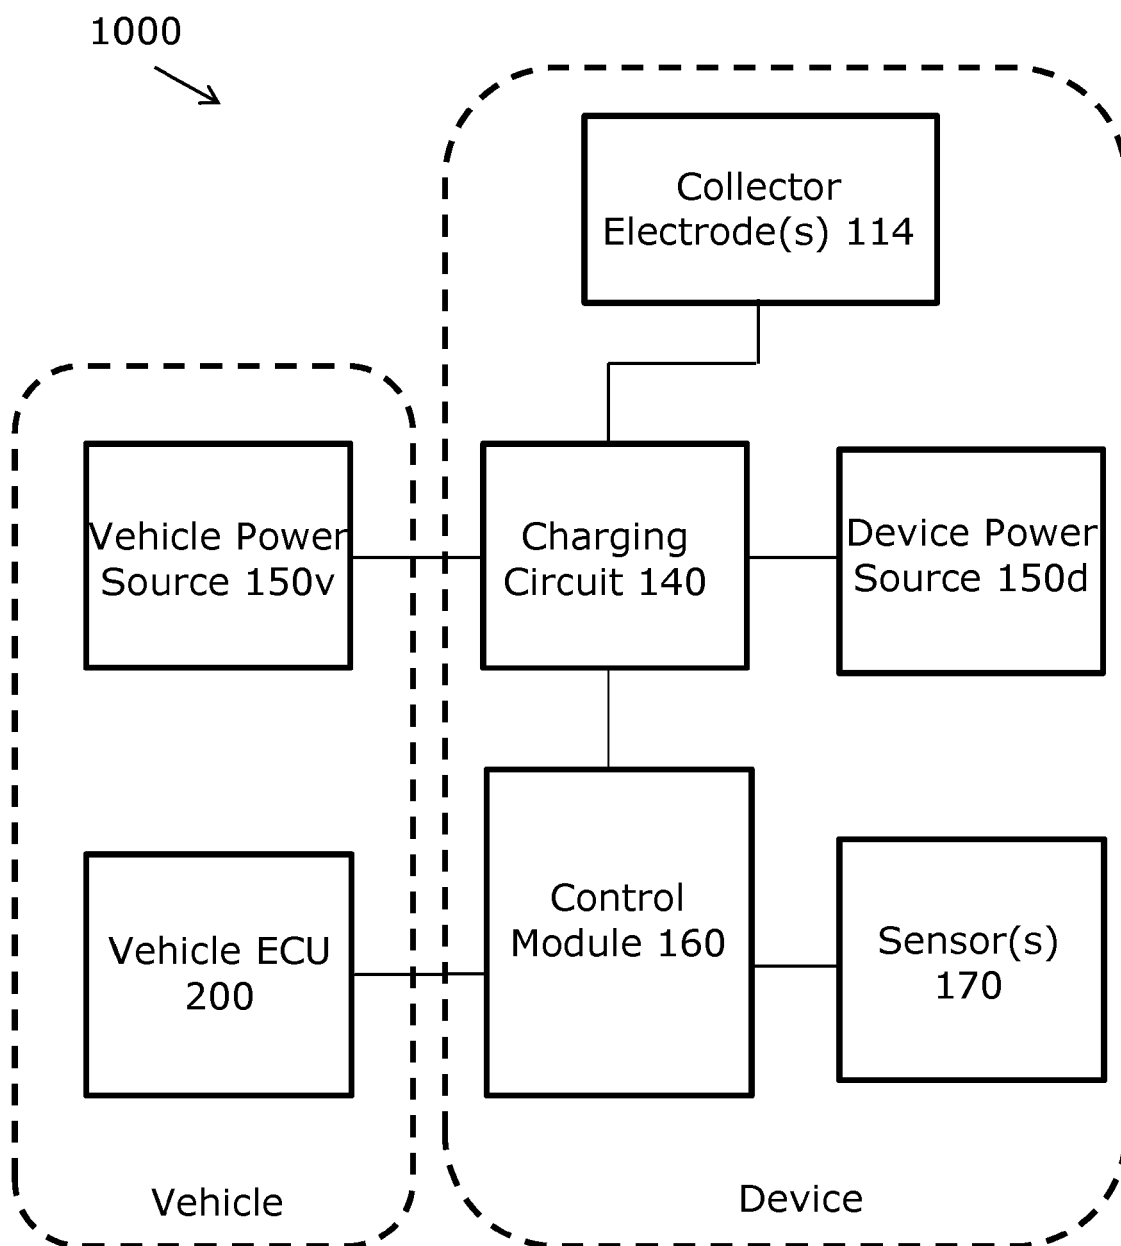 1000
Collector
Electrode(s) 114
Vehicle Power
Source 150v
Charging
Circuit 140
Device Power
Source 150d
Vehicle ECU
200
Control
Module 160
Sensor(s)
170
Vehicle
Device